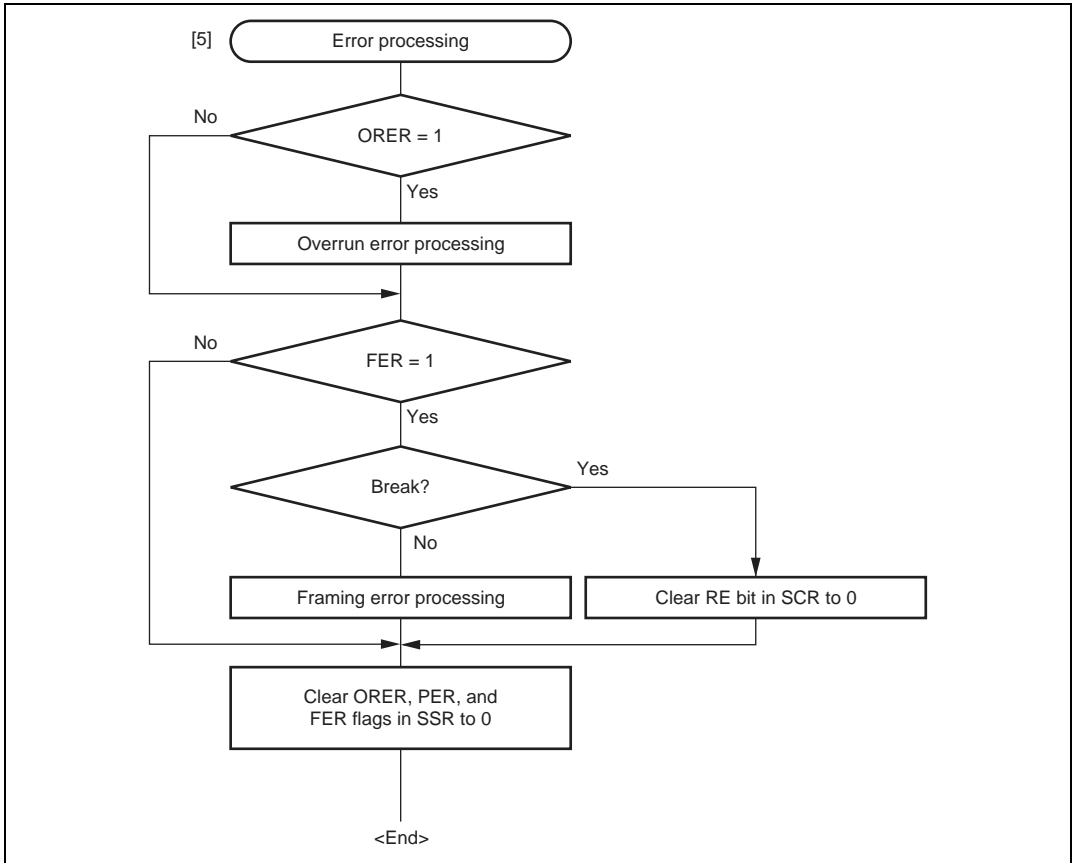 [5]
Error processing
No
ORER = 1
Yes
Overrun error processing
No
FER = 1
Yes
Break?
Yes
No
Framing error processing
Clear RE bit in SCR to 0
Clear ORER, PER, and
FER flags in SSR to 0
<End>